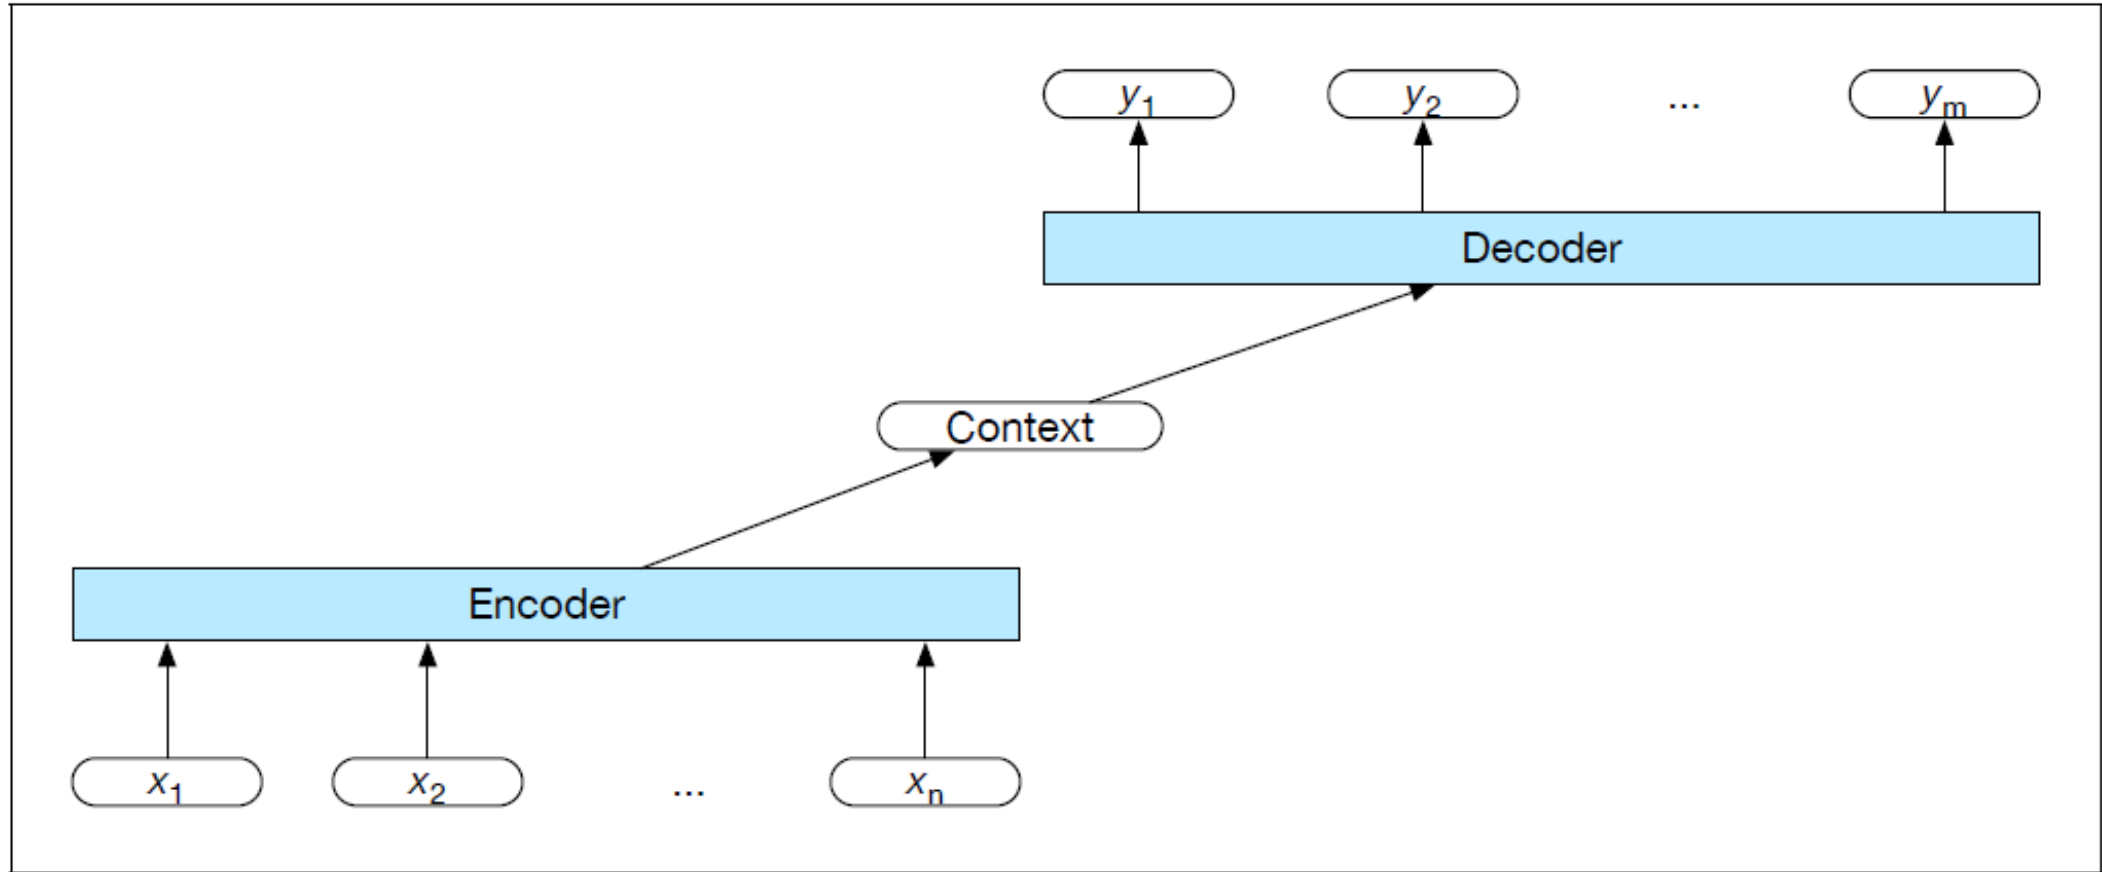 y₁ y₂ ... yₘ
Decoder
Context
Encoder
x₁ x₂ ... xₙ